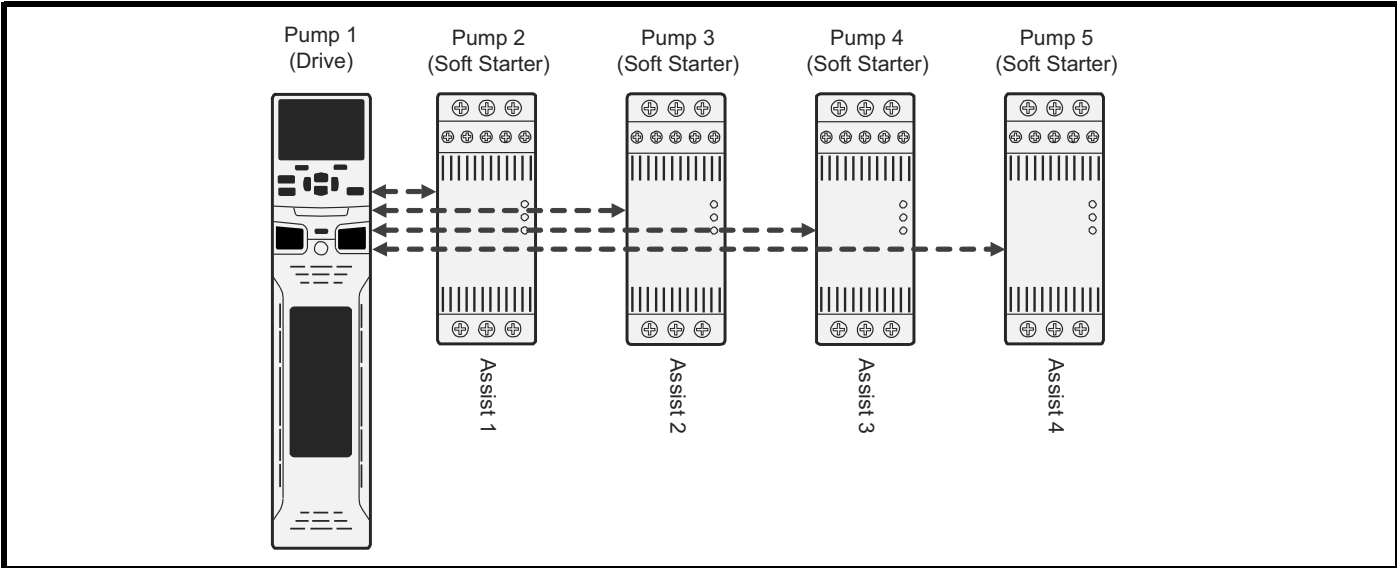 Pump 1
(Drive)
Pump 2
(Soft Starter)
Pump 3
(Soft Starter)
Pump 4
(Soft Starter)
Pump 5
(Soft Starter)
Assist 1
Assist 2
Assist 3
Assist 4